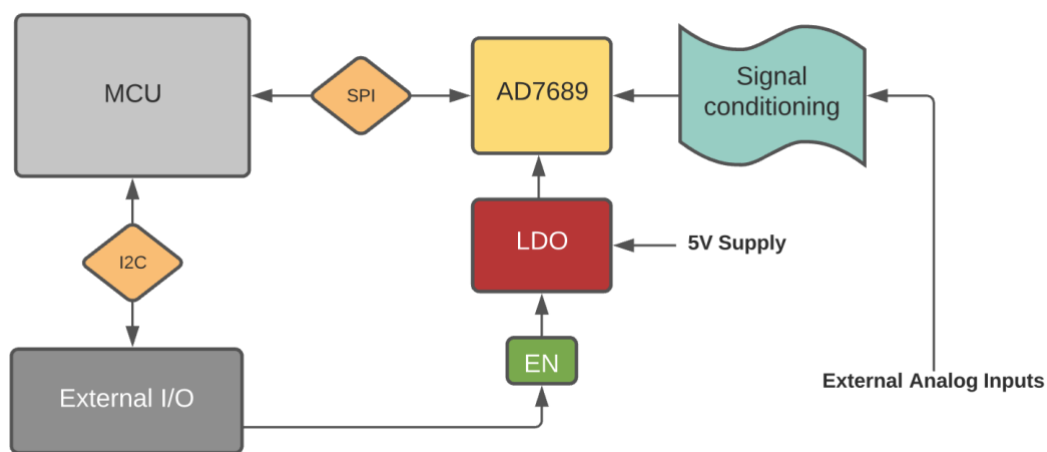 MCU
SPI
AD7689
Signal
conditioning
I2C
LDO
5V Supply
EN
External Analog Inputs
External I/O